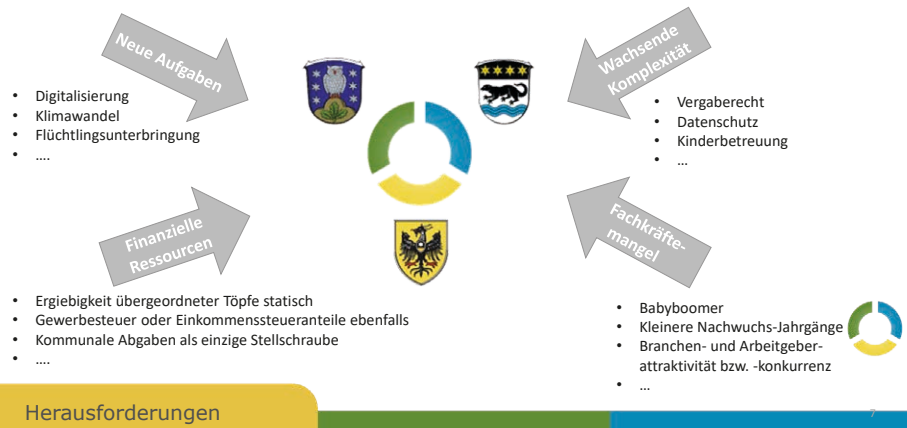 Neue Aufgaben
• Digitalisierung
• Klimawandel
• Flüchtlingsunterbringung
• ....
Wachsende
Komplexität
• Vergaberecht
• Datenschutz
• Kinderbetreuung
• ...
Finanzielle
Ressourcen
• Ergiebigkeit übergeordneter Töpfe statisch
• Gewerbesteuer oder Einkommenssteueranteile ebenfalls
• Kommunale Abgaben als einzige Stellschraube
• ....
Fachkräfte-
mangel
• Babyboomer
• Kleinere Nachwuchs-Jahrgänge
• Branchen- und Arbeitgeber-
attraktivität bzw. -konkurrenz
• ...
Herausforderungen
7